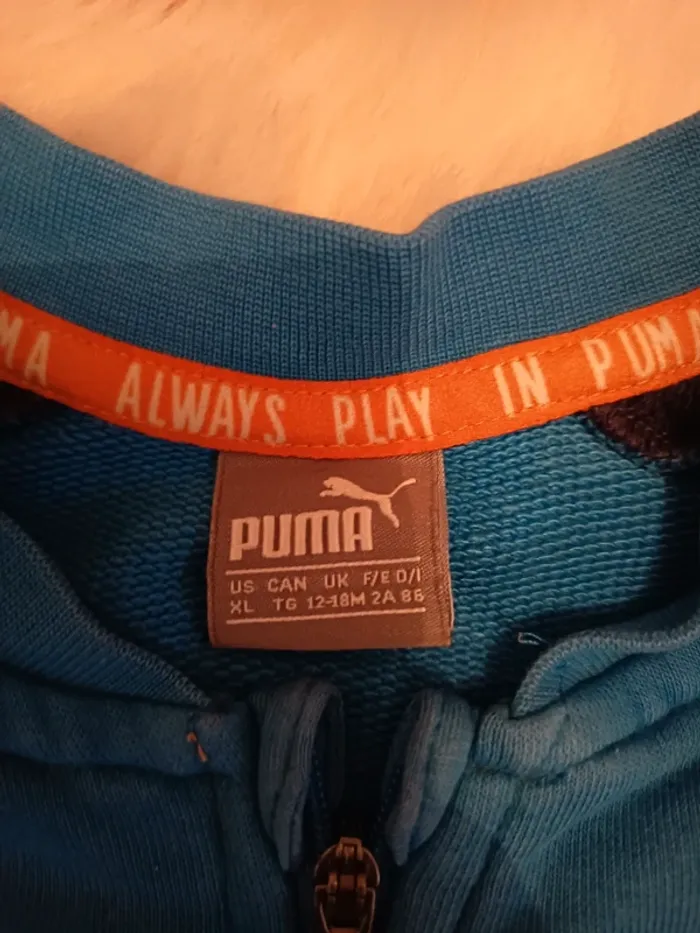 MA ALWAYS PLAY IN PUMA
PUMA
US CAN UK F/E D/I
XL TG 12-18M 2A 86